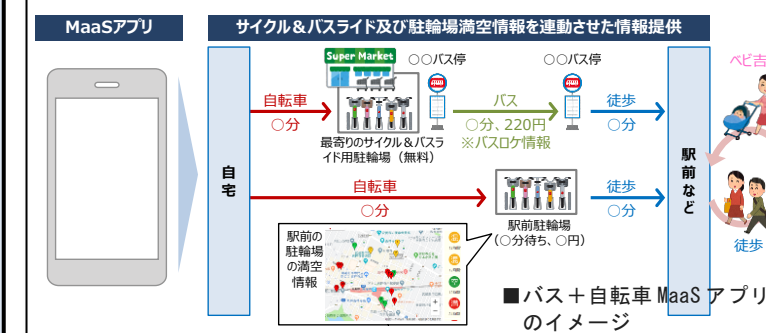 MaaSアプリ
サイクル＆バスライド及び駐輪場満空情報を連動させた情報提供
Super Market
○○バス停
○○バス停
ベビ吉
自転車
○分
バス
○分、220円
※バスロケ情報
徒歩
○分
最寄りのサイクル＆バスラ
イド用駐輪場（無料）
自宅
駅前など
自転車
○分
徒歩
○分
駅前駐輪場
（○分待ち、○円）
徒歩
駅前の
駐輪場
の満空
情報
■バス＋自転車 MaaS アプリ
のイメージ